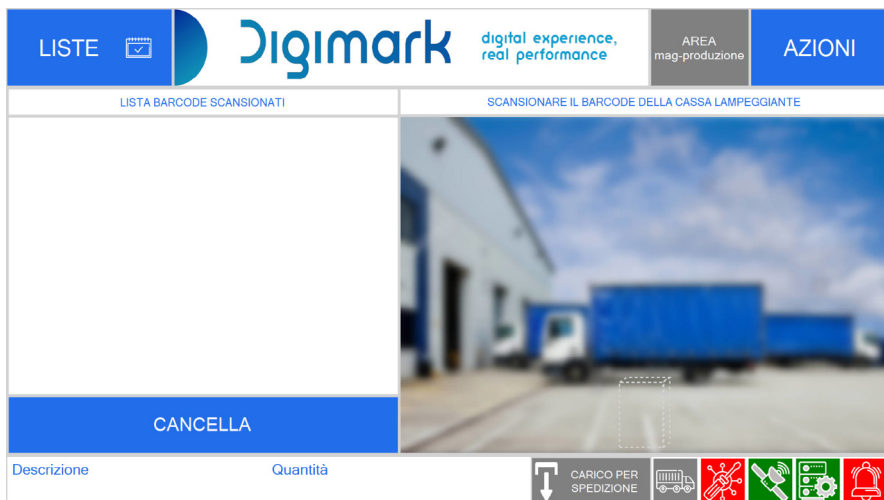 LISTE
Digimark
digital experience,
real performance
AREA
mag-produzione
AZIONI
LISTA BARCODE SCANSIONATI
SCANSIONARE IL BARCODE DELLA CASSA LAMPEGGIANTE
CANCELLA
Descrizione
Quantità
CARICO PER
SPEDIZIONE